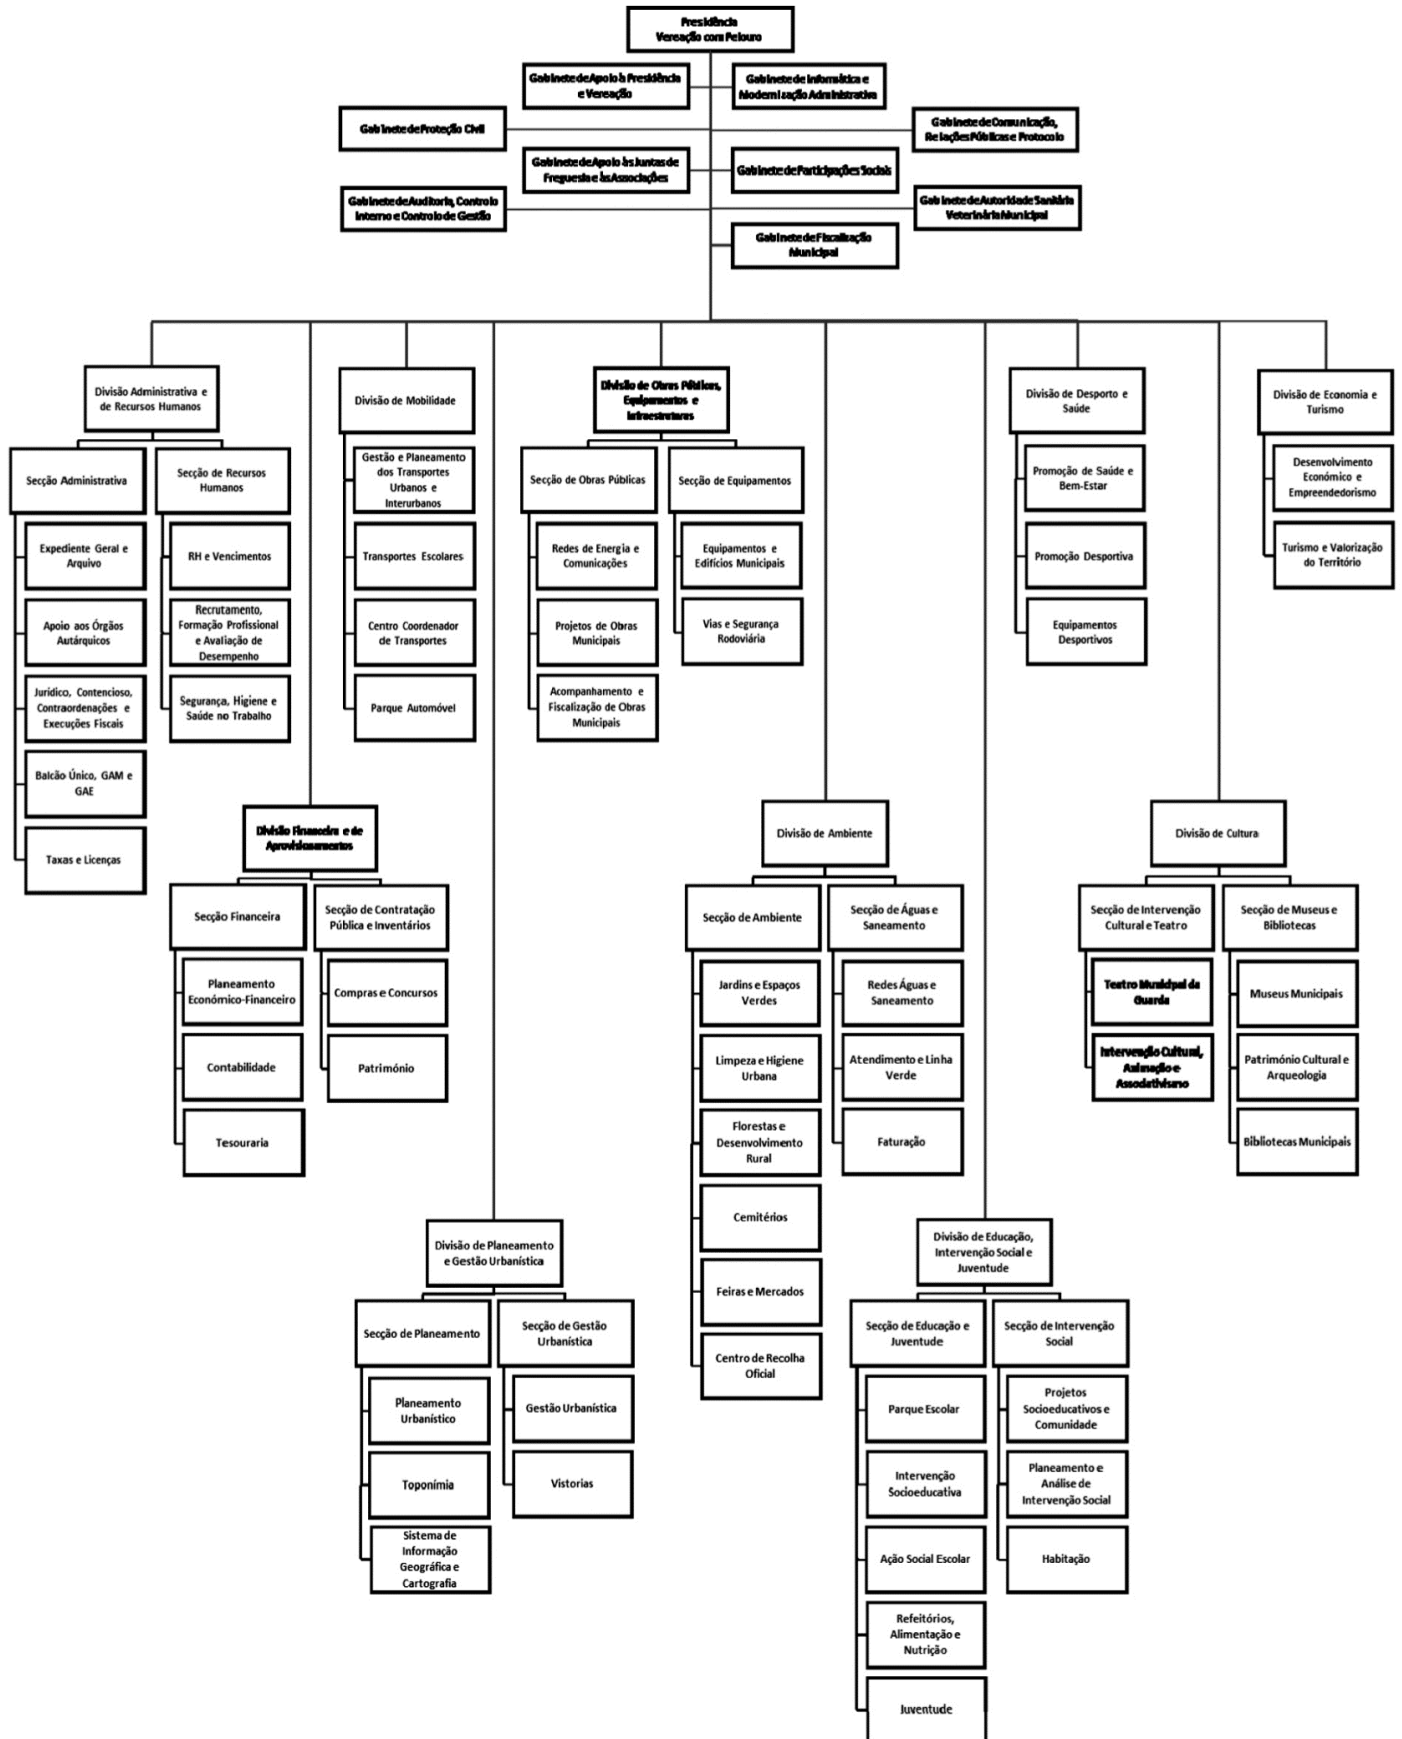 Presidência
Vereação com Pelouro
Gabinete de Apoio à Presidência
e Vereação
Gabinete de Informática e
Modernização Administrativa
Gabinete de Proteção Civil
Gabinete de Comunicação,
Relações Públicas e Protocolo
Gabinete de Apoio às Juntas de
Freguesia e às Associações
Gabinete de Participações Sociais
Gabinete de Auditoria, Controlo
Interno e Controlo de Gestão
Gabinete de Autoridade Sanitária
Veterinária Municipal
Gabinete de Fiscalização
Municipal
Divisão Administrativa e
de Recursos Humanos
Secção Administrativa
Expediente Geral e
Arquivo
Apoio aos Órgãos
Autárquicos
Jurídico, Contencioso,
Contraordenações e
Execuções Fiscais
Balcão Único, GAM e
GAE
Taxas e Licenças
Secção de Recursos
Humanos
RH e Vencimentos
Recrutamento,
Formação Profissional
e Avaliação de
Desempenho
Segurança, Higiene e
Saúde no Trabalho
Divisão Financeira e de
Aprovisionamentos
Secção Financeira
Planeamento
Económico-Financeiro
Contabilidade
Tesouraria
Secção de Contratação
Pública e Inventários
Compras e Concursos
Património
Divisão de Mobilidade
Gestão e Planeamento
dos Transportes
Urbanos e
Interurbanos
Transportes Escolares
Centro Coordenador
de Transportes
Parque Automóvel
Divisão de Planeamento
e Gestão Urbanística
Secção de Planeamento
Planeamento
Urbanístico
Toponímia
Sistema de
Informação
Geográfica e
Cartografia
Secção de Gestão
Urbanística
Gestão Urbanística
Vistorias
Divisão de Obras Públicas,
Equipamentos e
Infraestruturas
Secção de Obras Públicas
Redes de Energia e
Comunicações
Projetos de Obras
Municipais
Acompanhamento e
Fiscalização de Obras
Municipais
Secção de Equipamentos
Equipamentos e
Edifícios Municipais
Vias e Segurança
Rodoviária
Divisão de Ambiente
Secção de Ambiente
Jardins e Espaços
Verdes
Limpeza e Higiene
Urbana
Florestas e
Desenvolvimento
Rural
Cemitérios
Feiras e Mercados
Centro de Recolha
Oficial
Secção de Águas e
Saneamento
Redes Águas e
Saneamento
Atendimento e Linha
Verde
Faturação
Divisão de Educação,
Intervenção Social e
Juventude
Secção de Educação e
Juventude
Parque Escolar
Intervenção
Socioeducativa
Ação Social Escolar
Refeitórios,
Alimentação e
Nutrição
Juventude
Secção de Intervenção
Social
Projetos
Socioeducativos e
Comunidade
Planeamento e
Análise de
Intervenção Social
Habitação
Divisão de Desporto e
Saúde
Promoção de Saúde e
Bem-Estar
Promoção Desportiva
Equipamentos
Desportivos
Divisão de Cultura
Secção de Intervenção
Cultural e Teatro
Teatro Municipal da
Guarda
Intervenção Cultural,
Animação e
Associativismo
Secção de Museus e
Bibliotecas
Museus Municipais
Património Cultural e
Arqueologia
Bibliotecas Municipais
Divisão de Economia e
Turismo
Desenvolvimento
Económico e
Empreendedorismo
Turismo e Valorização
do Território